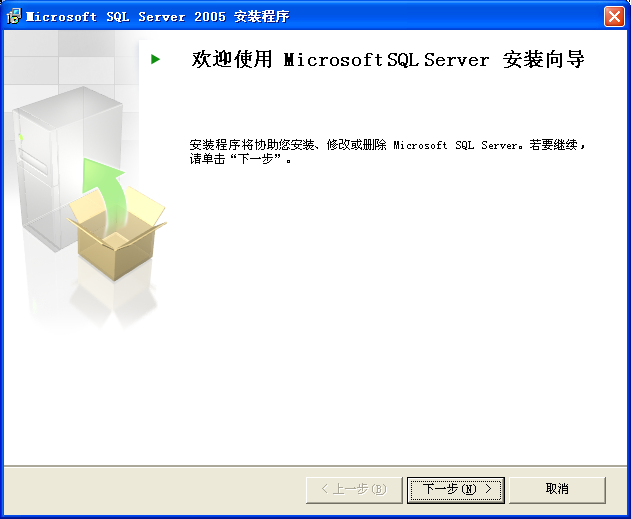 Microsoft SQL Server 2005 安装程序
欢迎使用 Microsoft SQL Server 安装向导
安装程序将协助您安装、修改或删除 Microsoft SQL Server。若要继续，
请单击“下一步”。
< 上一步(B)
下一步(N) >
取消